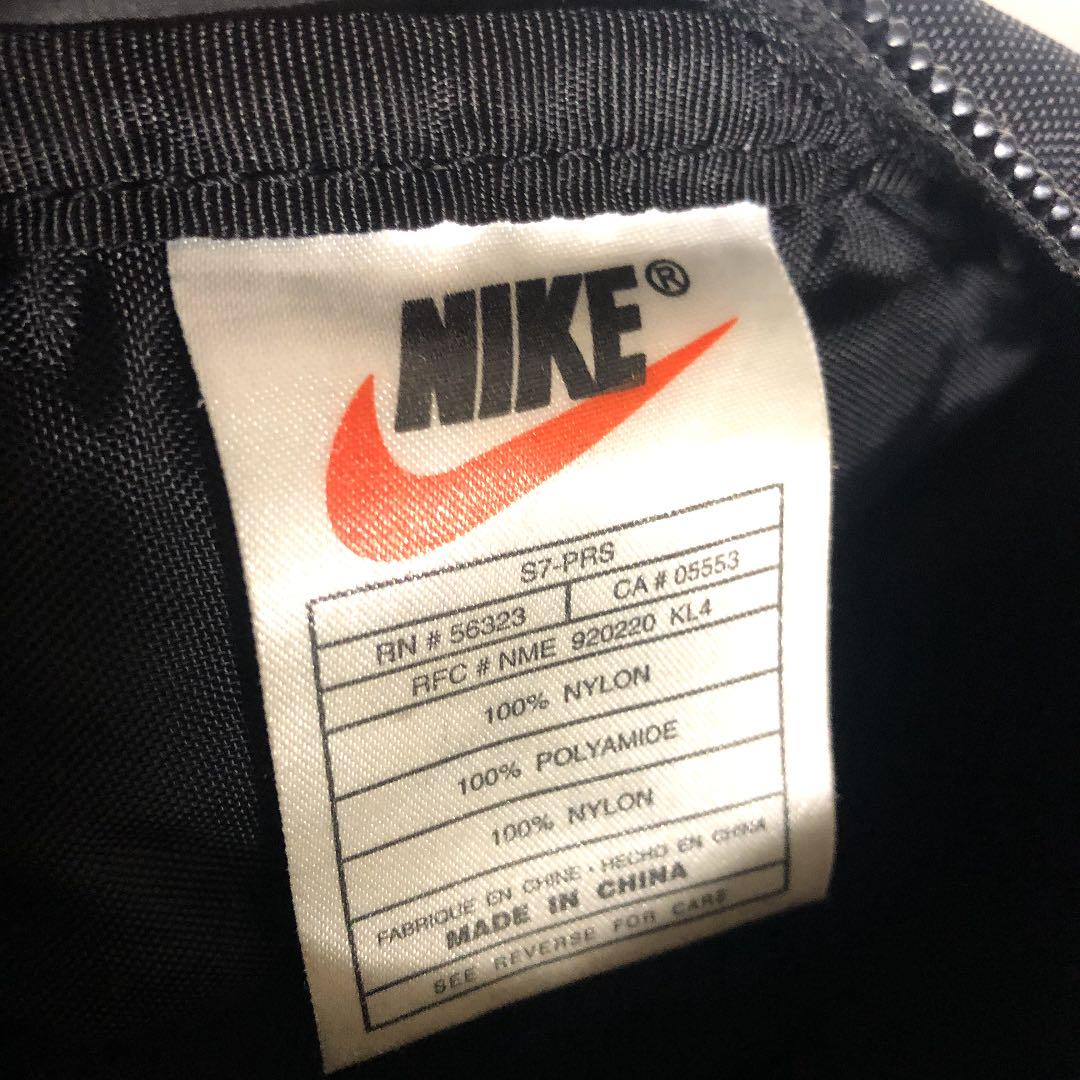 NIKE®
S7-PRS
RN # 56323 CA # 05553
RFC # NME 920220 KL4
100% NYLON
100% POLYAMIDE
100% NYLON
FABRIQUE EN CHINE · HECHO EN CHINA
MADE IN CHINA
SEE REVERSE FOR CARE